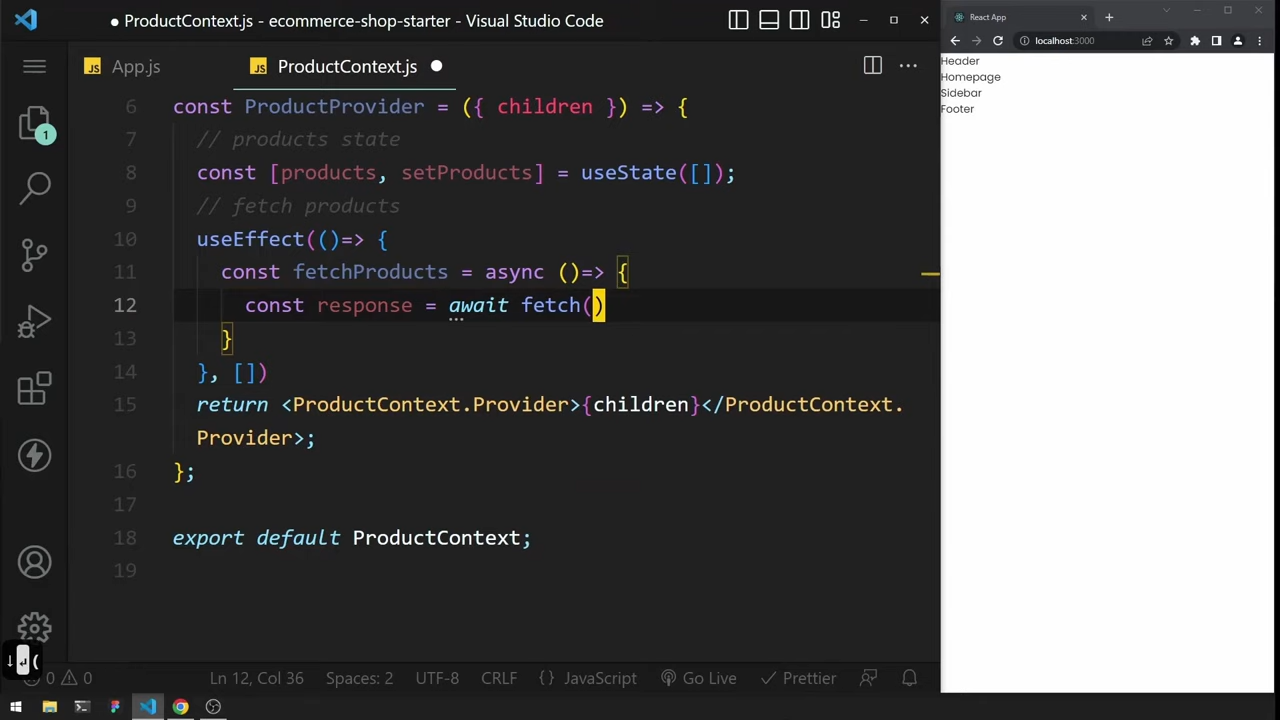 ProductContext.js - ecommerce-shop-starter - Visual Studio Code
JS App.js
JS ProductContext.js
6 const ProductProvider = ({ children }) => {
7 // products state
8 const [products, setProducts] = useState([]);
9 // fetch products
10 useEffect(()=> {
11 const fetchProducts = async ()=> {
12 const response = await fetch()
13 }
14 }, [])
15 return <ProductContext.Provider>{children}</ProductContext.
Provider>;
16 };
17
18 export default ProductContext;
19
1
↓ ↵ (
0 0
Ln 12, Col 36 Spaces: 2 UTF-8 CRLF {} JavaScript Go Live Prettier
React App
localhost:3000
Header
Homepage
Sidebar
Footer